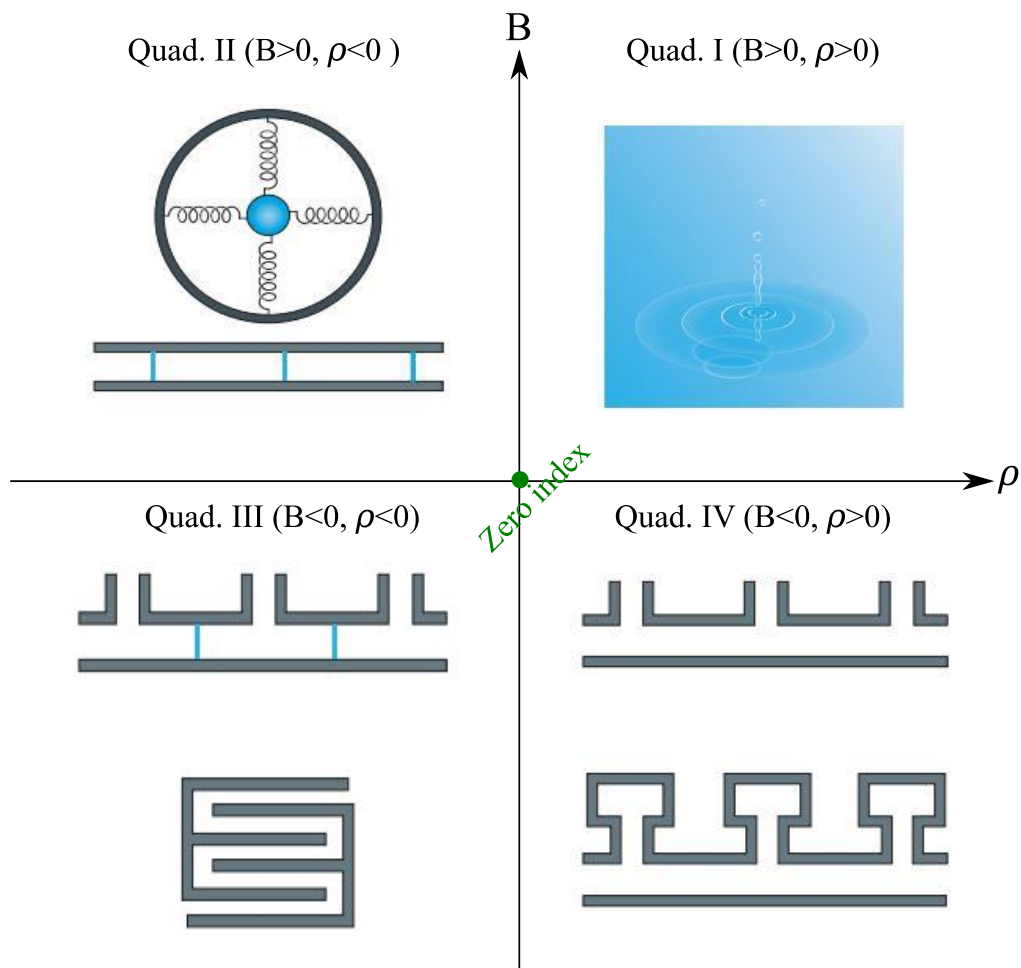 B
Quad. II (B>0, ρ<0 )
Quad. I (B>0, ρ>0)
Zero index
ρ
Quad. III (B<0, ρ<0)
Quad. IV (B<0, ρ>0)